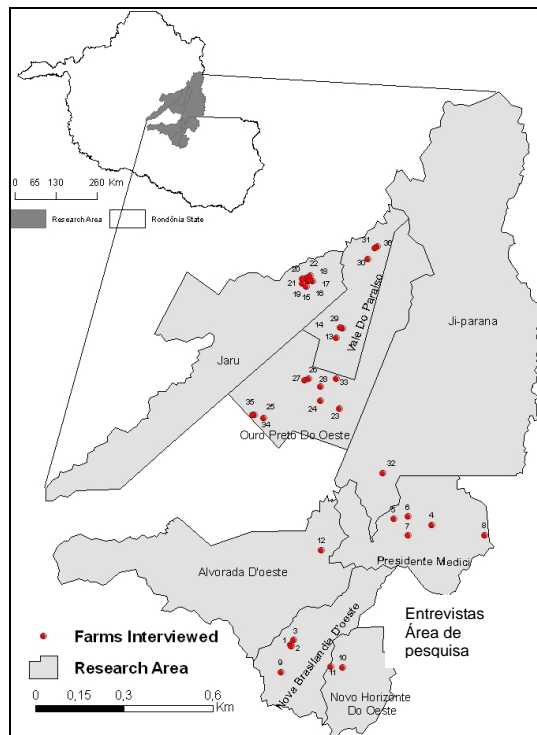 0 65 130 260 Km
Research Area
Rondônia State
31
36
30
22
20
18
21
17
19
16
15
29
14
13
Vale Do Paraíso
Ji-parana
Jaru
26
27
28
33
24
23
35
25
34
Ouro Preto Do Oeste
32
6
5
4
7
8
Presidente Medici
12
Alvorada D'oeste
3
1
2
9
Nova Brasilandia D'oeste
10
11
Novo Horizonte
Do Oeste
Entrevistas
Área de
pesquisa
Farms Interviewed
Research Area
0 0,15 0,3 0,6
Km